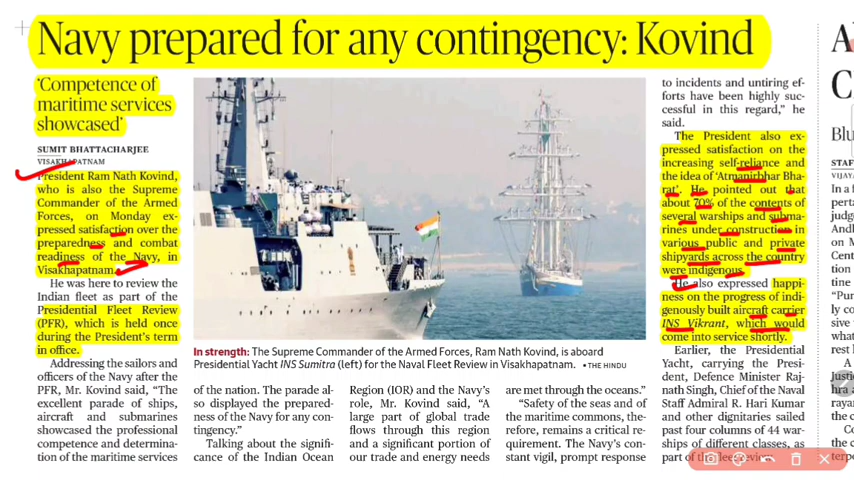 Navy prepared for any contingency: Kovind
‘Competence of
maritime services
showcased’
SUMIT BHATTACHARJEE
VISAKHAPATNAM
President Ram Nath Kovind,
who is also the Supreme
Commander of the Armed
Forces, on Monday ex-
pressed satisfaction over the
preparedness and combat
readiness of the Navy, in
Visakhapatnam.
He was here to review the
Indian fleet as part of the
Presidential Fleet Review
(PFR), which is held once
during the President's term
in office.
Addressing the sailors and
officers of the Navy after the
PFR, Mr. Kovind said, “The
excellent parade of ships,
aircraft and submarines
showcased the professional
competence and determina-
tion of the maritime services
In strength: The Supreme Commander of the Armed Forces, Ram Nath Kovind, is aboard
Presidential Yacht INS Sumitra (left) for the Naval Fleet Review in Visakhapatnam. • THE HINDU
of the nation. The parade al-
so displayed the prepared-
ness of the Navy for any con-
tingency.”
Talking about the signifi-
cance of the Indian Ocean
Region (IOR) and the Navy's
role, Mr. Kovind said, “A
large part of global trade
flows through this region
and a significant portion of
our trade and energy needs
are met through the oceans.”
“Safety of the seas and of
the maritime commons, the-
refore, remains a critical re-
quirement. The Navy's con-
stant vigil, prompt response
to incidents and untiring ef-
forts have been highly suc-
cessful in this regard,” he
said.
The President also ex-
pressed satisfaction on the
increasing self-reliance and
the idea of ‘Atmanirbhar Bha-
rat’. He pointed out that
about 70% of the contents of
several warships and subma-
rines under construction in
various public and private
shipyards across the country
were indigenous.
He also expressed happi-
ness on the progress of indi-
genously built aircraft carrier
INS Vikrant, which would
come into service shortly.
Earlier, the Presidential
Yacht, carrying the Presi-
dent, Defence Minister Raj-
nath Singh, Chief of the Naval
Staff Admiral R. Hari Kumar
and other dignitaries sailed
past four columns of 44 war-
ships of different classes, as
part of the fleet review.